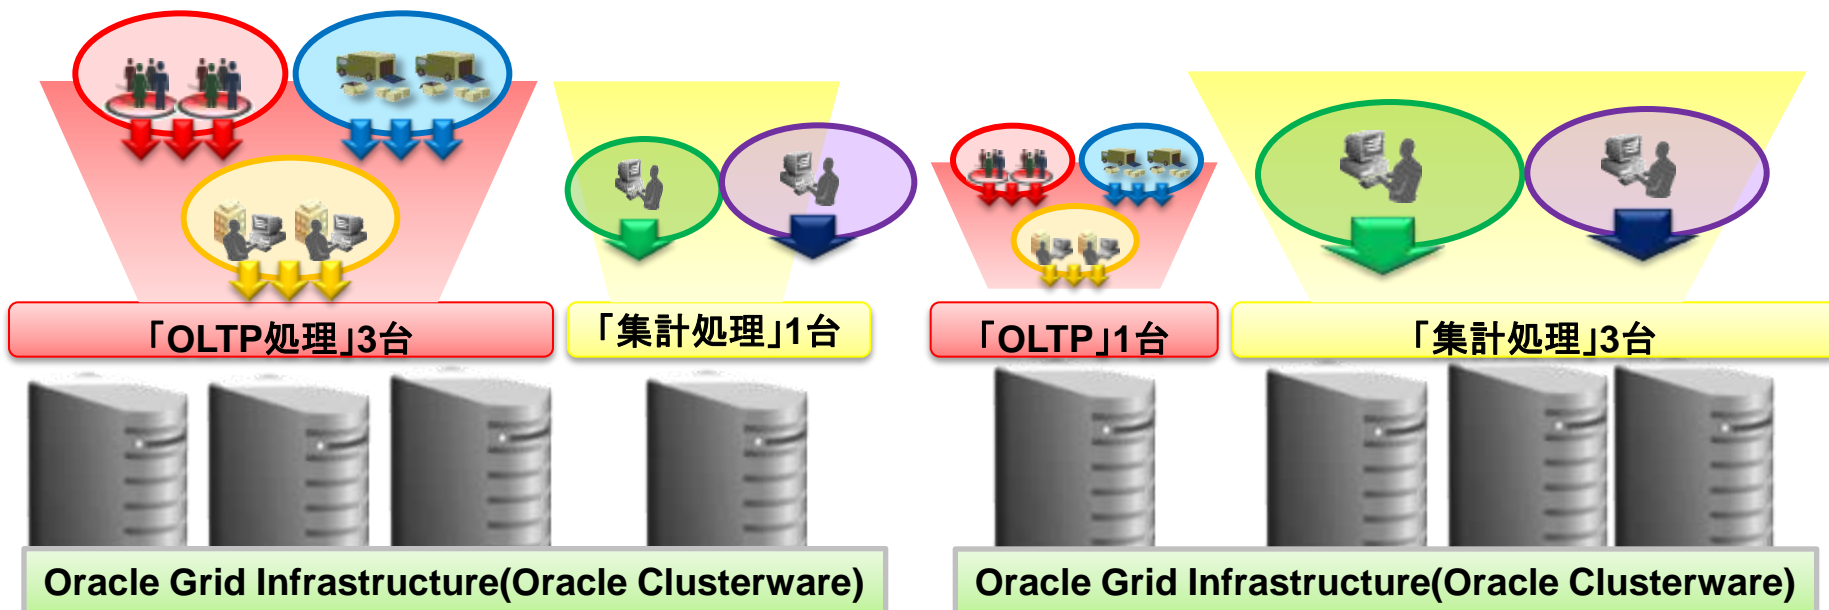 「OLTP処理」3台
「集計処理」1台
「OLTP」1台
「集計処理」3台
Oracle Grid Infrastructure(Oracle Clusterware)
Oracle Grid Infrastructure(Oracle Clusterware)